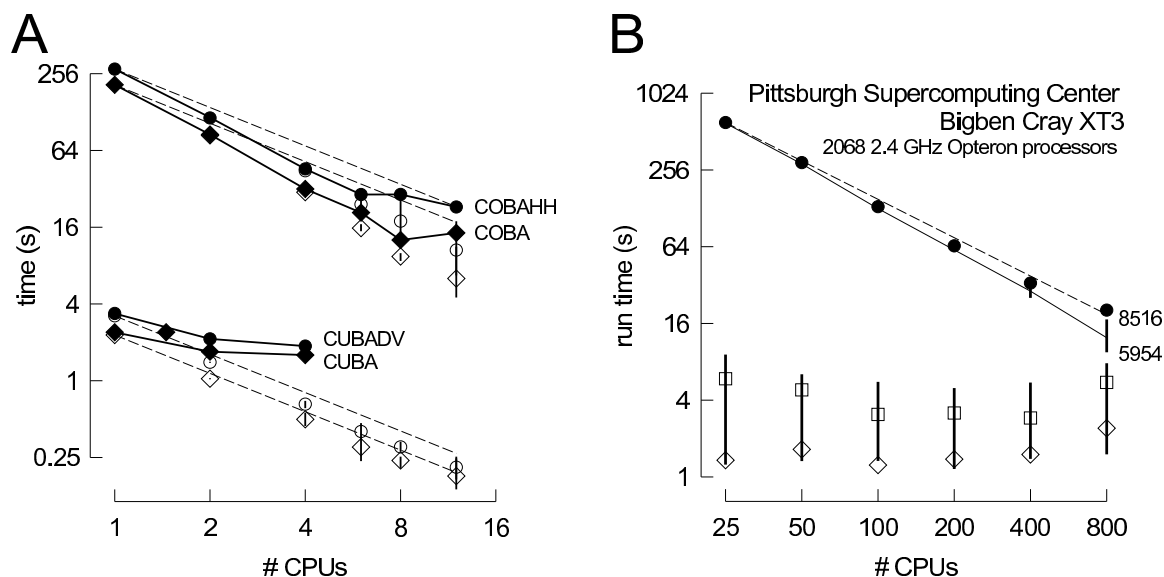 A
256
64
16
4
1
0.25
time (s)
COBAHH
COBA
CUBADV
CUBA
1 2 4 8 16
# CPUs
B
1024
256
64
16
4
1
run time (s)
Pittsburgh Supercomputing Center
Bigben Cray XT3
2068 2.4 GHz Opteron processors
8516
5954
25 50 100 200 400 800
# CPUs